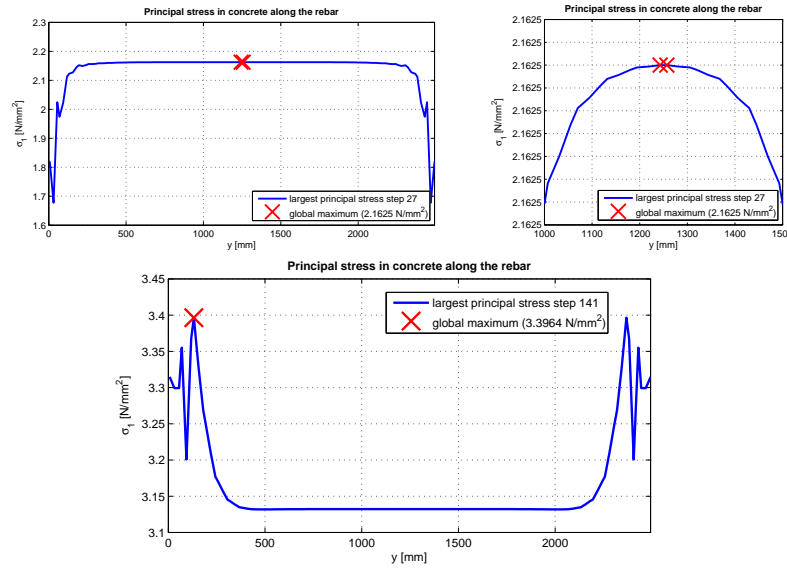 Principal stress in concrete along the rebar
2.3
2.2
2.1
2
1.9
1.8
1.7
1.6
σ1 [N/mm²]
0
500
1000
1500
2000
y [mm]
largest principal stress step 27
global maximum (2.1625 N/mm²)
Principal stress in concrete along the rebar
2.1625
2.1625
2.1625
2.1625
2.1625
2.1625
2.1625
2.1625
σ1 [N/mm²]
1000
1100
1200
1300
1400
150
y [mm]
largest principal stress step 27
global maximum (2.1625 N/mm²)
Principal stress in concrete along the rebar
3.45
3.4
3.35
3.3
3.25
3.2
3.15
3.1
σ1 [N/mm²]
0
500
1000
1500
2000
y [mm]
largest principal stress step 141
global maximum (3.3964 N/mm²)